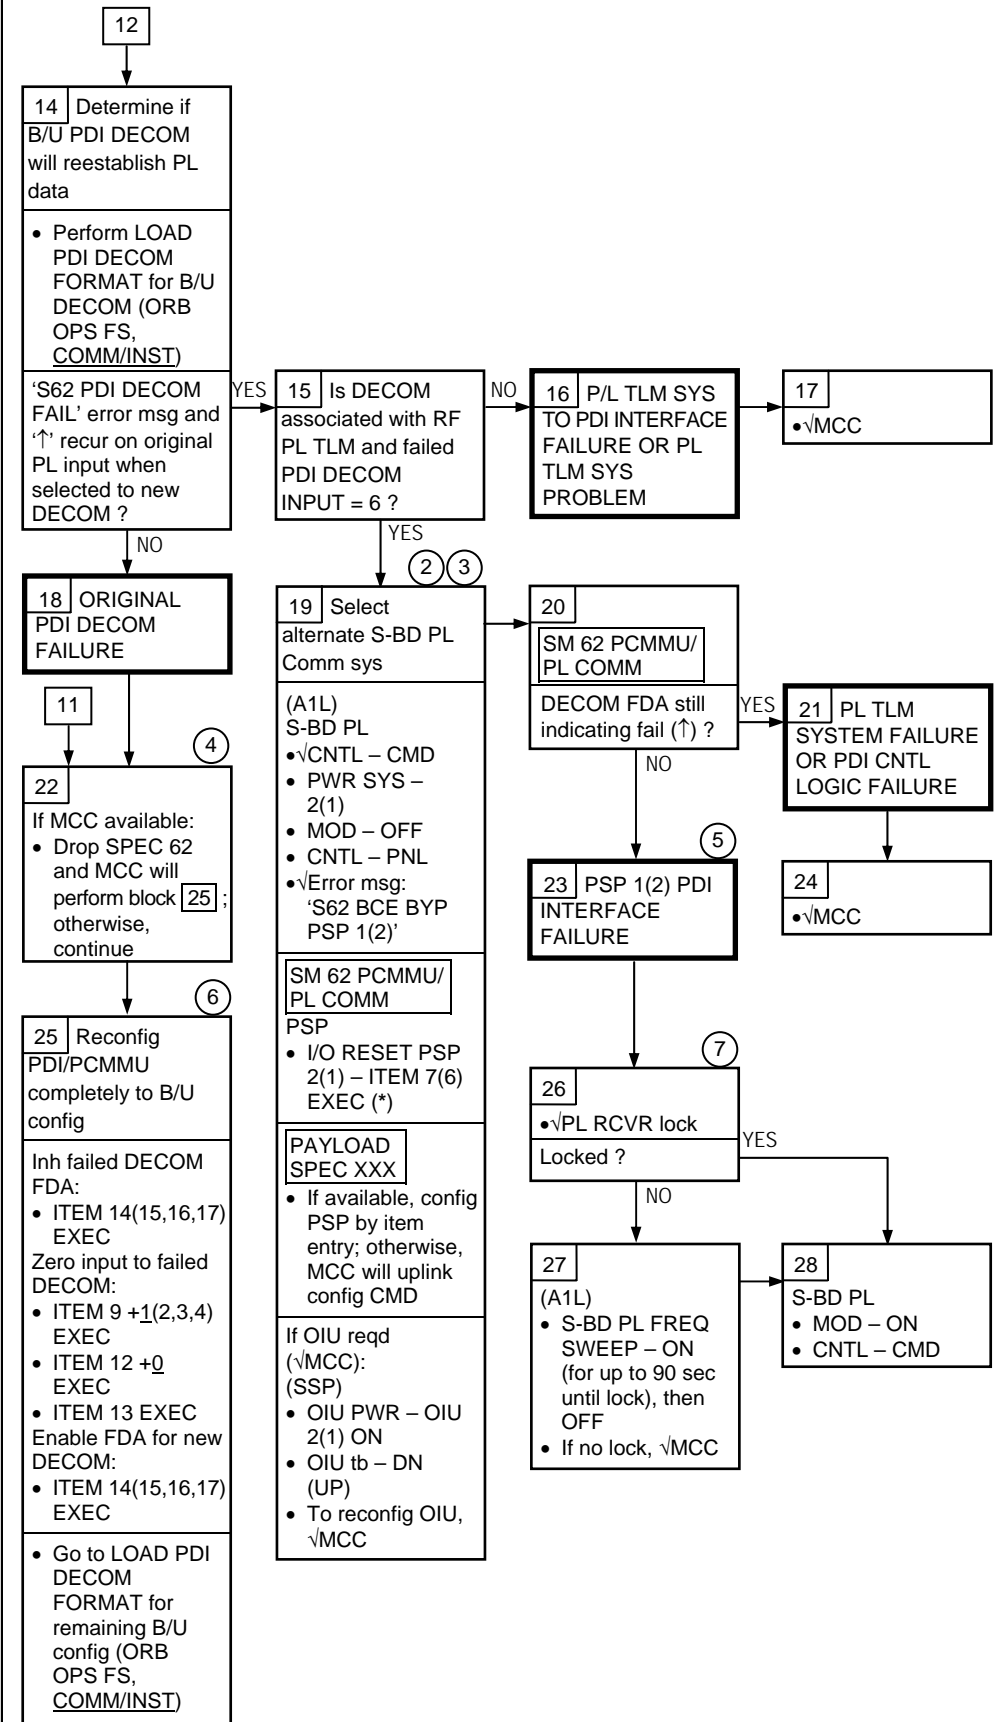 12
14 Determine if
B/U PDI DECOM
will reestablish PL
data
• Perform LOAD
PDI DECOM
FORMAT for B/U
DECOM (ORB
OPS FS,
COMM/INST)
'S62 PDI DECOM
FAIL' error msg and
'↑' recur on original
PL input when
selected to new
DECOM ?
YES
NO
15 Is DECOM
associated with RF
PL TLM and failed
PDI DECOM
INPUT = 6 ?
NO
YES
16 P/L TLM SYS
TO PDI INTERFACE
FAILURE OR PL
TLM SYS
PROBLEM
17
•√MCC
18 ORIGINAL
PDI DECOM
FAILURE
11
4
22
If MCC available:
• Drop SPEC 62
and MCC will
perform block 25 ;
otherwise,
continue
6
25 Reconfig
PDI/PCMMU
completely to B/U
config
Inh failed DECOM
FDA:
• ITEM 14(15,16,17)
EXEC
Zero input to failed
DECOM:
• ITEM 9 +1(2,3,4)
EXEC
• ITEM 12 +0
EXEC
• ITEM 13 EXEC
Enable FDA for new
DECOM:
• ITEM 14(15,16,17)
EXEC
• Go to LOAD PDI
DECOM
FORMAT for
remaining B/U
config (ORB
OPS FS,
COMM/INST)
2 3
19 Select
alternate S-BD PL
Comm sys
(A1L)
S-BD PL
•√CNTL – CMD
• PWR SYS –
2(1)
• MOD – OFF
• CNTL – PNL
•√Error msg:
'S62 BCE BYP
PSP 1(2)'
SM 62 PCMMU/
PL COMM
PSP
• I/O RESET PSP
2(1) – ITEM 7(6)
EXEC (*)
PAYLOAD
SPEC XXX
• If available, config
PSP by item
entry; otherwise,
MCC will uplink
config CMD
If OIU reqd
(√MCC):
(SSP)
• OIU PWR – OIU
2(1) ON
• OIU tb – DN
(UP)
• To reconfig OIU,
√MCC
20
SM 62 PCMMU/
PL COMM
DECOM FDA still
indicating fail (↑) ?
YES
NO
21 PL TLM
SYSTEM FAILURE
OR PDI CNTL
LOGIC FAILURE
24
•√MCC
5
23 PSP 1(2) PDI
INTERFACE
FAILURE
7
26
•√PL RCVR lock
Locked ?
YES
NO
27
(A1L)
• S-BD PL FREQ
SWEEP – ON
(for up to 90 sec
until lock), then
OFF
• If no lock, √MCC
28
S-BD PL
• MOD – ON
• CNTL – CMD